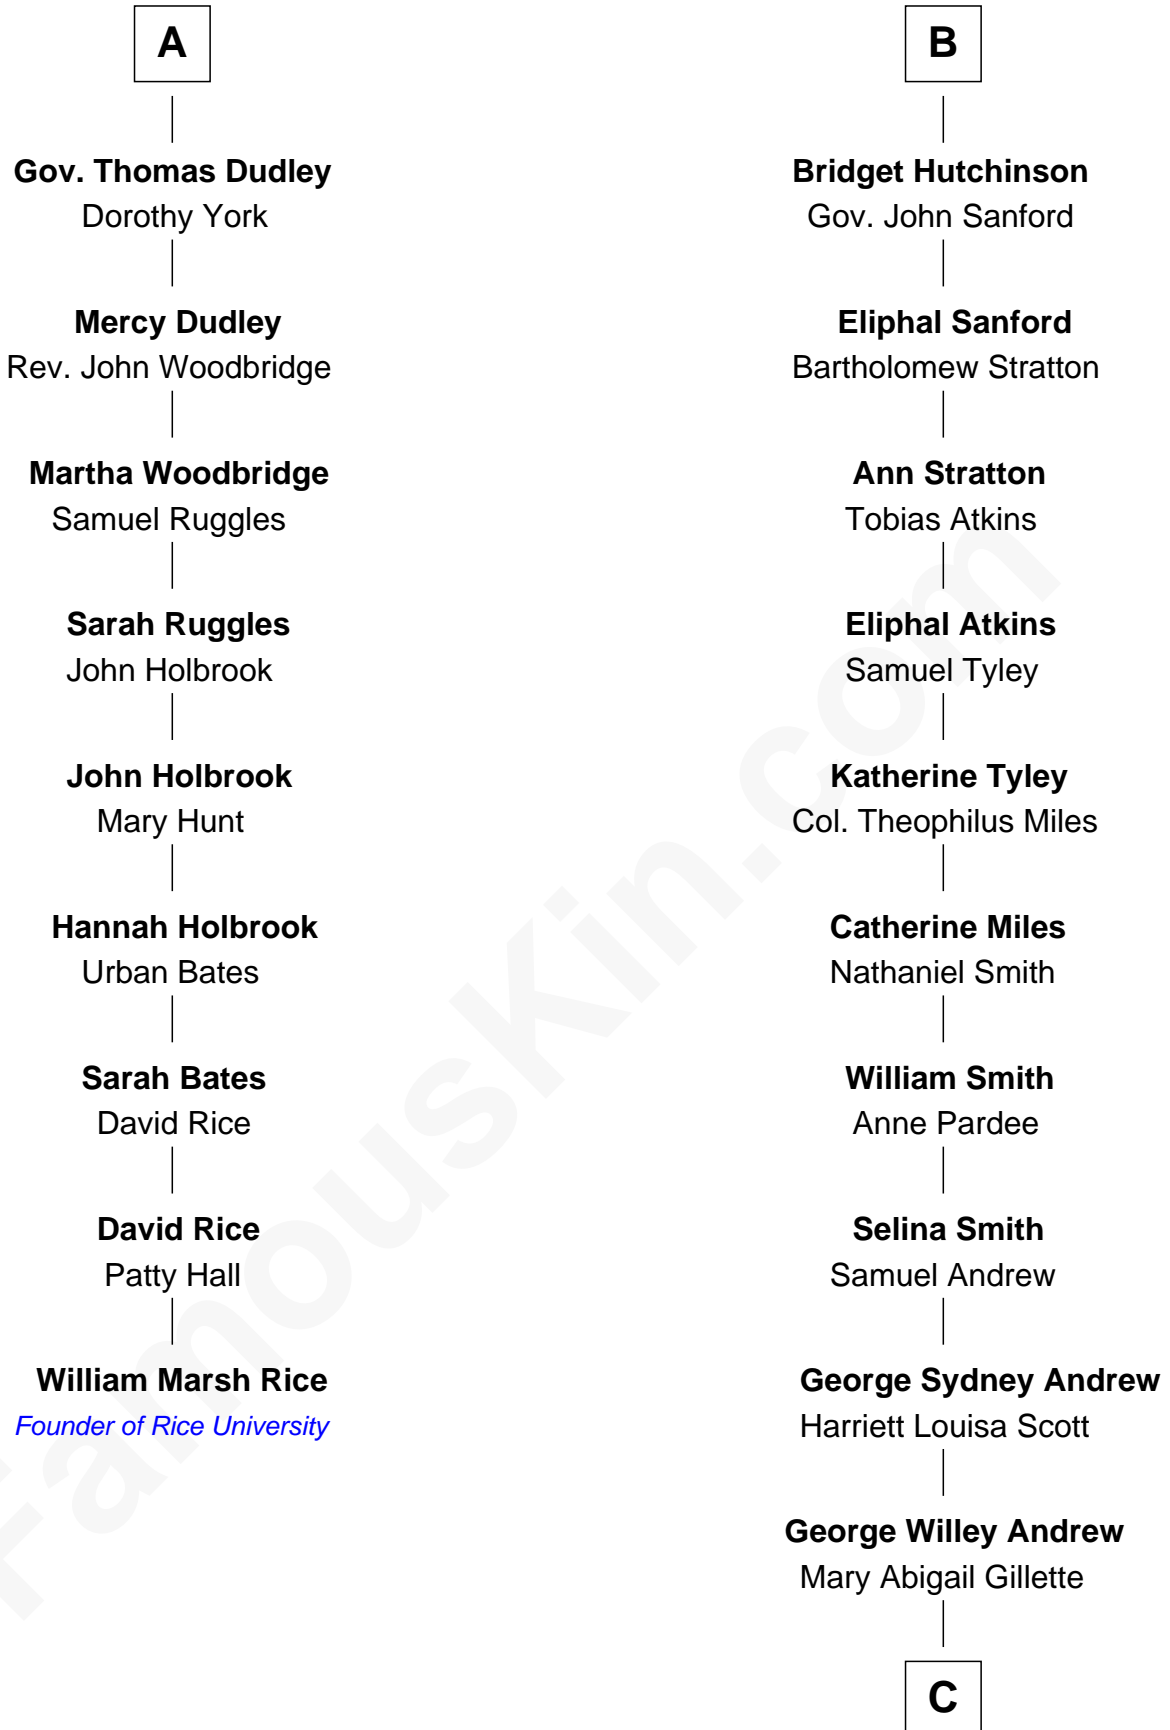 A
Gov. Thomas Dudley
Dorothy York
Mercy Dudley
Rev. John Woodbridge
Martha Woodbridge
Samuel Ruggles
Sarah Ruggles
John Holbrook
John Holbrook
Mary Hunt
Hannah Holbrook
Urban Bates
Sarah Bates
David Rice
David Rice
Patty Hall
William Marsh Rice
Founder of Rice University
B
Bridget Hutchinson
Gov. John Sanford
Eliphal Sanford
Bartholomew Stratton
Ann Stratton
Tobias Atkins
Eliphal Atkins
Samuel Tyley
Katherine Tyley
Col. Theophilus Miles
Catherine Miles
Nathaniel Smith
William Smith
Anne Pardee
Selina Smith
Samuel Andrew
George Sydney Andrew
Harriett Louisa Scott
George Willey Andrew
Mary Abigail Gillette
C
FamousKin.com